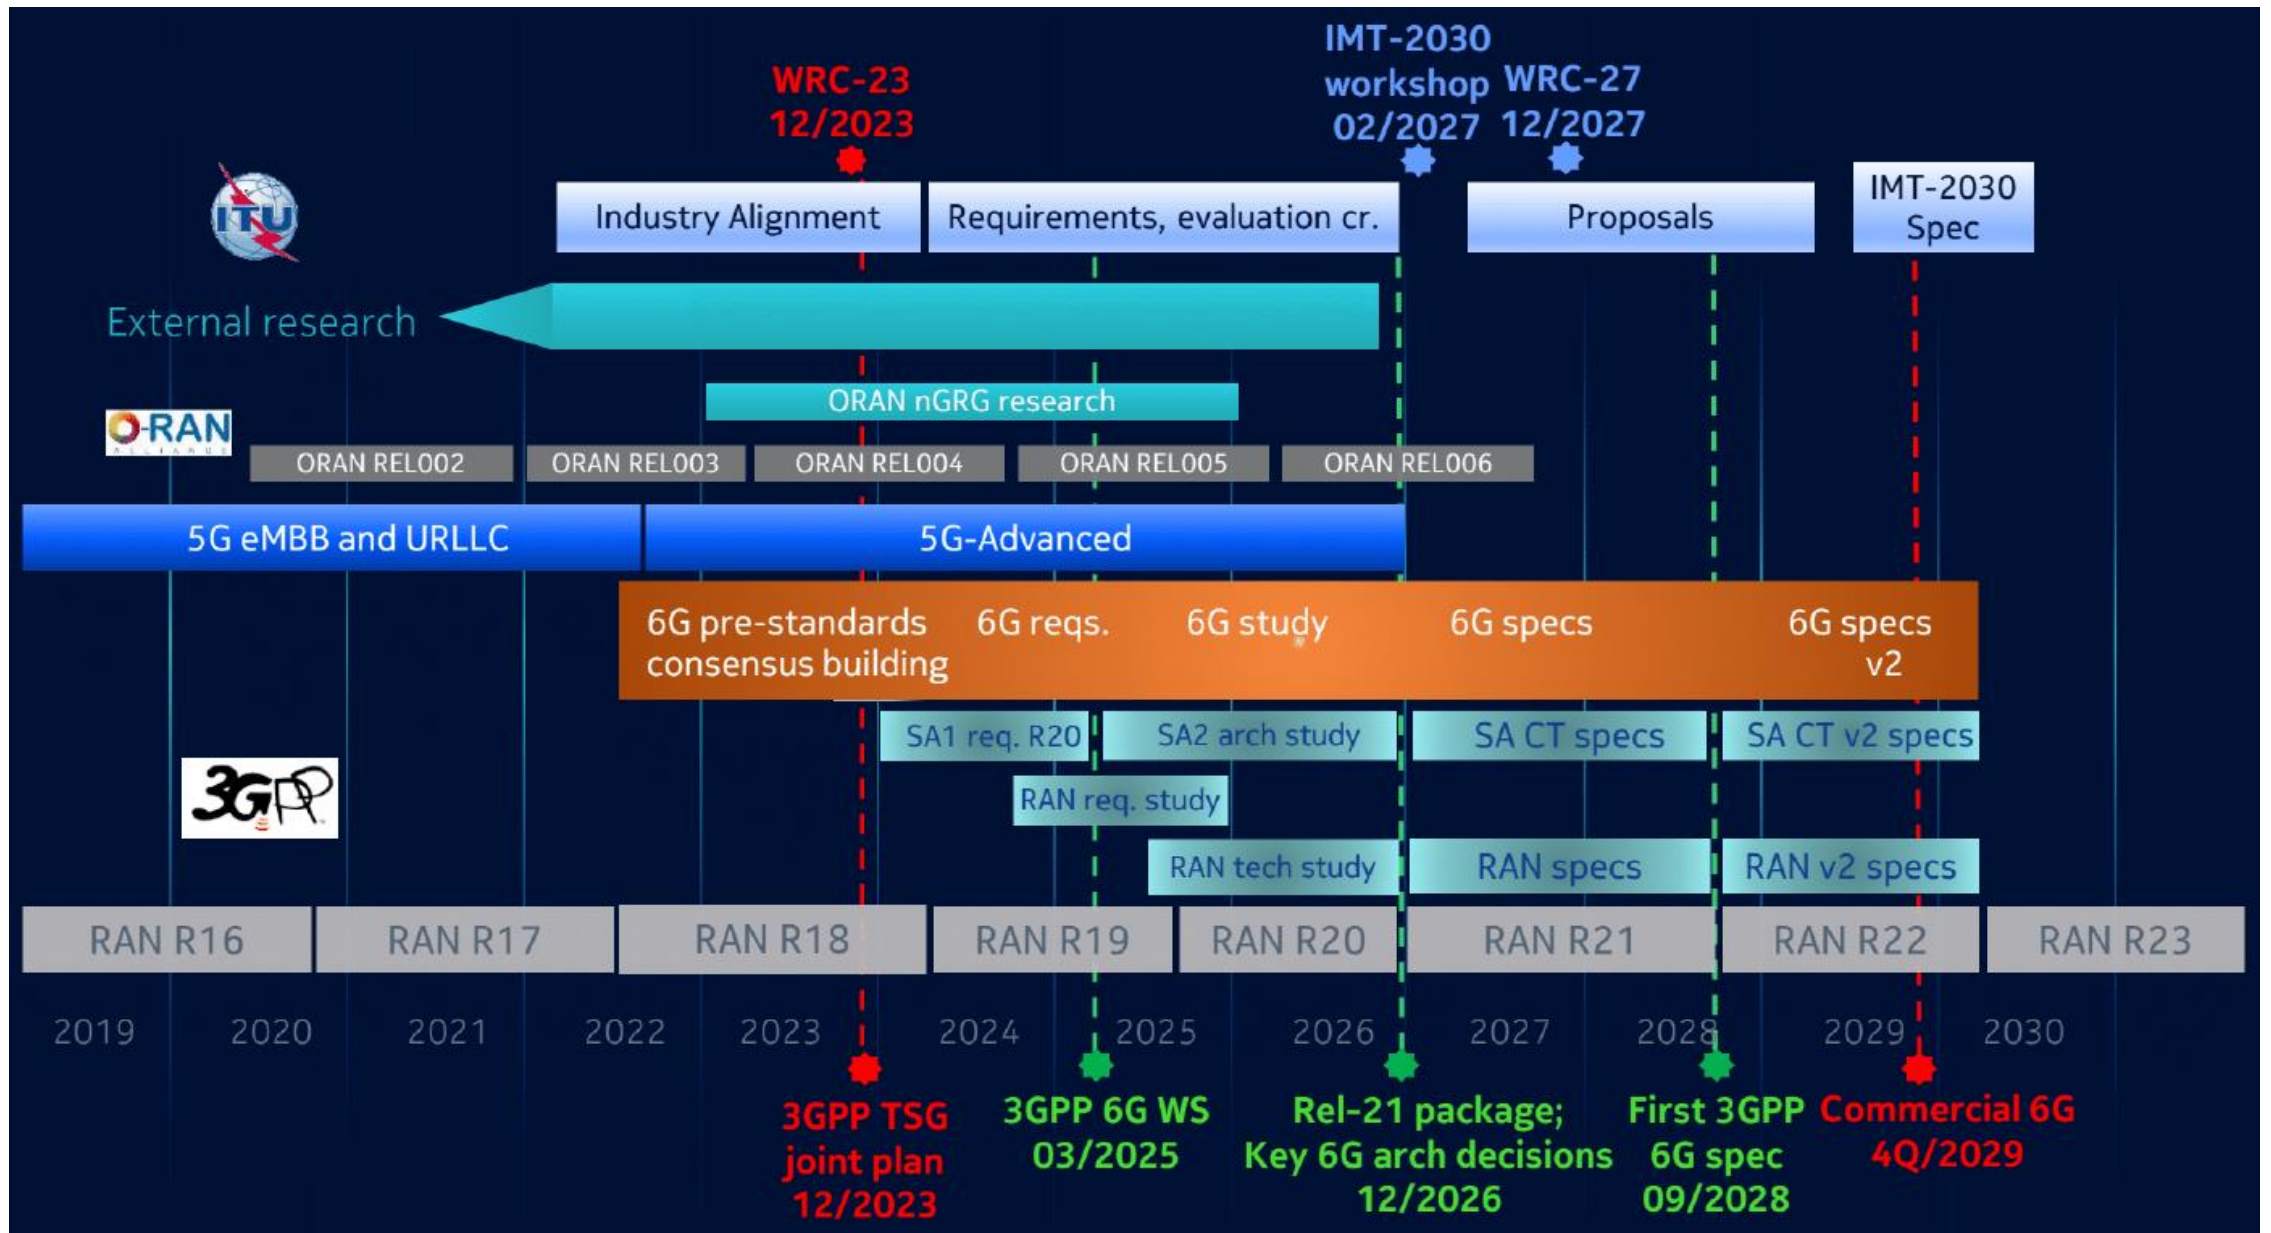 IMT-2030
workshop
02/2027
WRC-23
12/2023
WRC-27
12/2027
ITU
Industry Alignment
Requirements, evaluation cr.
Proposals
IMT-2030
Spec
External research
ORAN nGRG research
O-RAN
ALLIANCE
ORAN REL002
ORAN REL003
ORAN REL004
ORAN REL005
ORAN REL006
5G eMBB and URLLC
5G-Advanced
6G pre-standards
consensus building
6G reqs.
6G study
6G specs
6G specs
v2
SA1 req. R20
SA2 arch study
SA CT specs
SA CT v2 specs
3GPP
RAN req. study
RAN tech study
RAN specs
RAN v2 specs
RAN R16
RAN R17
RAN R18
RAN R19
RAN R20
RAN R21
RAN R22
RAN R23
2019
2020
2021
2022
2023
2024
2025
2026
2027
2028
2029
2030
3GPP TSG
joint plan
12/2023
3GPP 6G WS
03/2025
Rel-21 package;
Key 6G arch decisions
12/2026
First 3GPP
6G spec
09/2028
Commercial 6G
4Q/2029